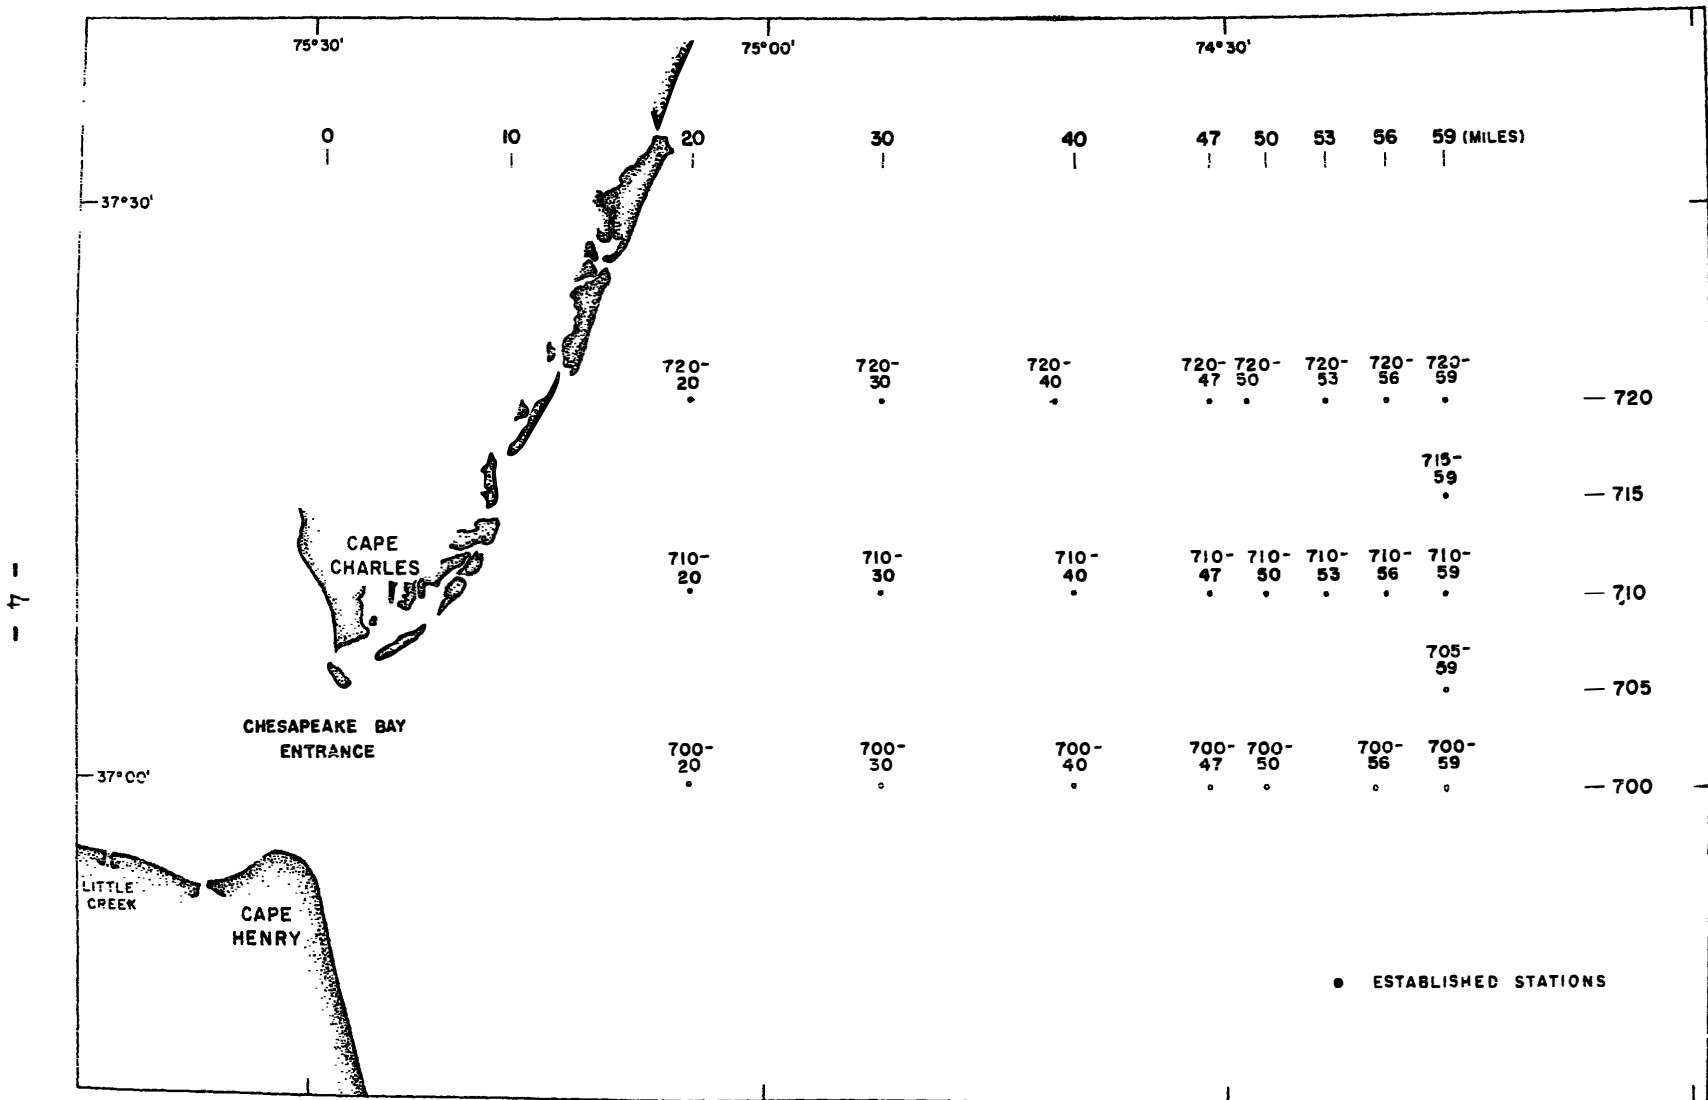 75°30' 75°00' 74°30'
0 10 20 30 40 47 50 53 56 59 (MILES)
37°30'
720- 720- 720- 720- 720- 720- 720- 720-
20 30 40 47 50 53 56 59
720
715-
59
715
CAPE
CHARLES
710- 710- 710- 710- 710- 710- 710- 710-
20 30 40 47 50 53 56 59
710
- 4 -
705-
59
705
CHESAPEAKE BAY
ENTRANCE
700- 700- 700- 700- 700- 700- 700-
20 30 40 47 50 56 59
37°00'
700
LITTLE
CREEK
CAPE
HENRY
• ESTABLISHED STATIONS